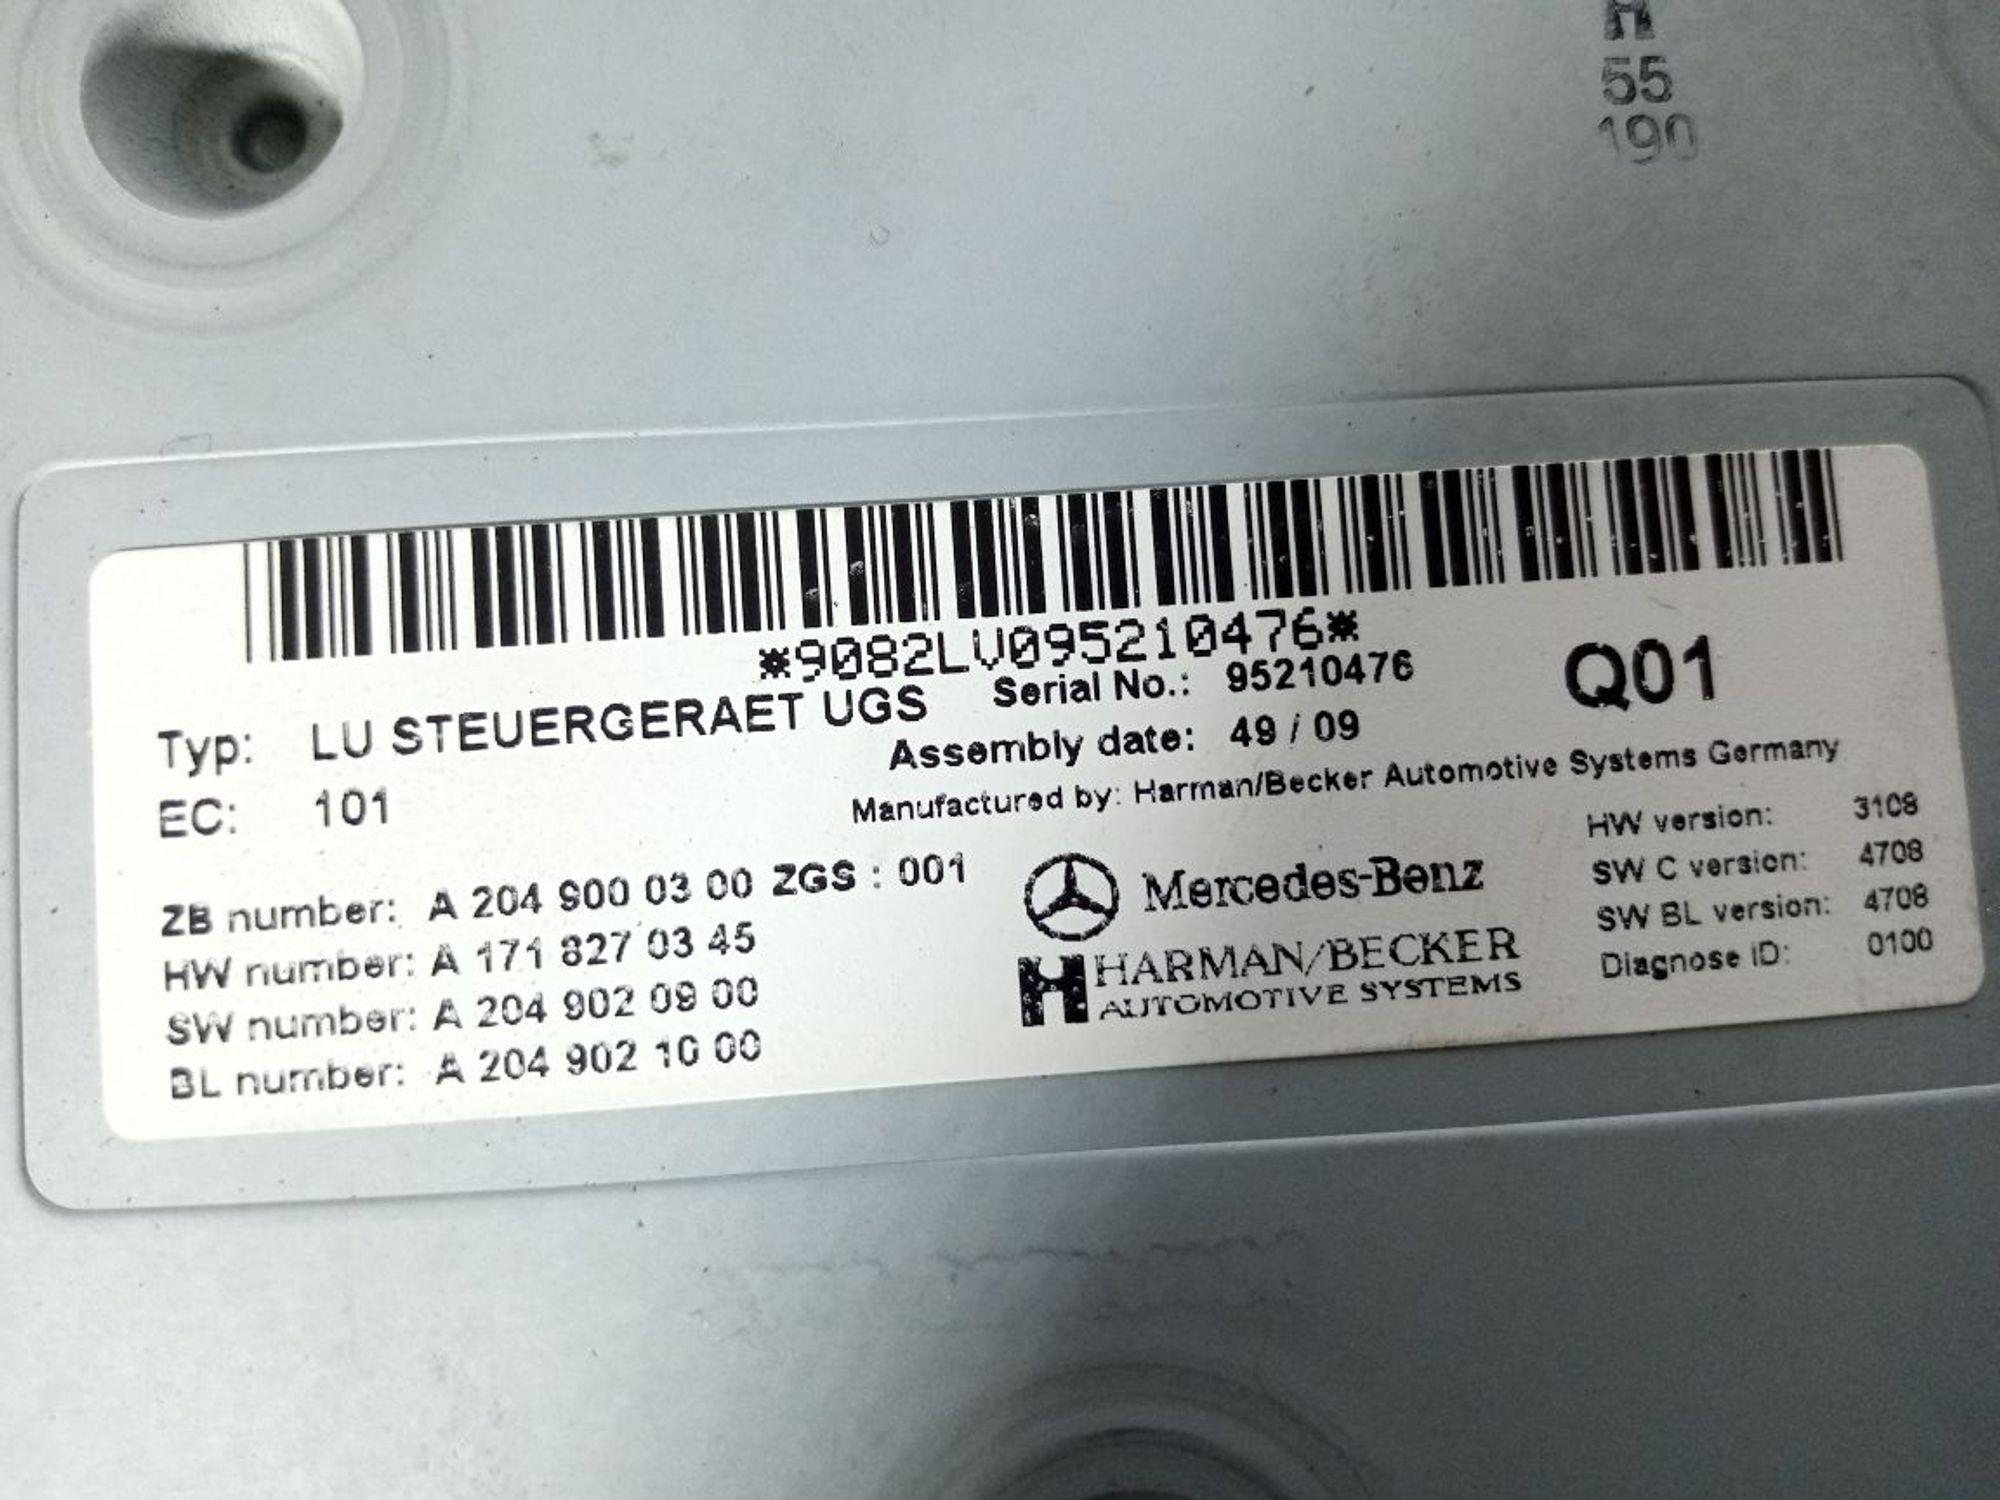 H
55
190
*9082LV095210476*
Typ: LU STEUERGERAET UGS
Serial No.: 95210476
Q01
EC: 101
Assembly date: 49 / 09
Manufactured by: Harman/Becker Automotive Systems Germany
ZB number: A 204 900 03 00 ZGS : 001
HW number: A 171 827 03 45
SW number: A 204 902 09 00
BL number: A 204 902 10 00
Mercedes-Benz
HARMAN/BECKER
AUTOMOTIVE SYSTEMS
HW version: 3108
SW C version: 4708
SW BL version: 4708
Diagnose ID: 0100